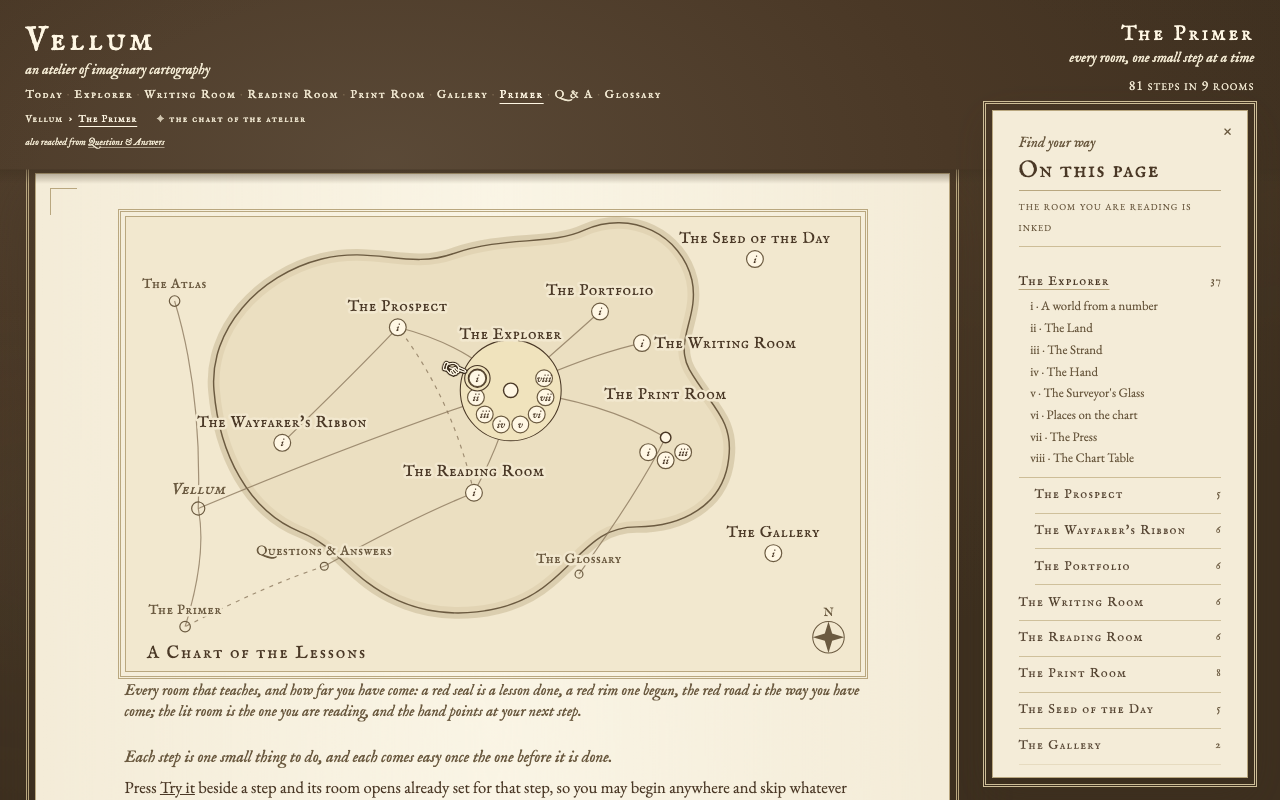 Vellum
an atelier of imaginary cartography
Today · Explorer · Writing Room · Reading Room · Print Room · Gallery · Primer · Q & A · Glossary
Vellum › The Primer ✦ the chart of the atelier
also reached from Questions & Answers
The Primer
every room, one small step at a time
81 steps in 9 rooms
The Seed of the Day
i
The Atlas
The Prospect
i
The Portfolio
i
The Explorer
i
The Writing Room
i
ii
iii
iv
v
vi
vii
viii
The Print Room
i
ii
iii
The Wayfarer's Ribbon
i
The Reading Room
i
Vellum
Questions & Answers
The Glossary
The Gallery
i
The Primer
N
A Chart of the Lessons
Every room that teaches, and how far you have come: a red seal is a lesson done, a red rim one begun, the red road is the way you have
come; the lit room is the one you are reading, and the hand points at your next step.
Each step is one small thing to do, and each comes easy once the one before it is done.
Press Try it beside a step and its room opens already set for that step, so you may begin anywhere and skip whatever
×
Find your way
On this page
the room you are reading is
inked
The Explorer 37
i · A world from a number
ii · The Land
iii · The Strand
iv · The Hand
v · The Surveyor's Glass
vi · Places on the chart
vii · The Press
viii · The Chart Table
The Prospect 5
The Wayfarer's Ribbon 6
The Portfolio 6
The Writing Room 6
The Reading Room 6
The Print Room 8
The Seed of the Day 5
The Gallery 2